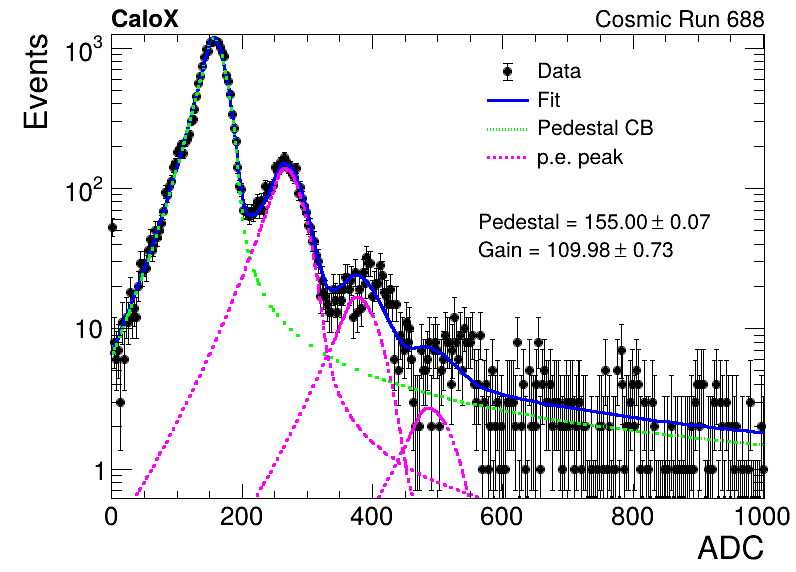 CaloX Cosmic Run 688
Events
10³
10²
10
1
Data
Fit
Pedestal CB
p.e. peak
Pedestal = 155.00 ± 0.07
Gain = 109.98 ± 0.73
0 200 400 600 800 1000
ADC